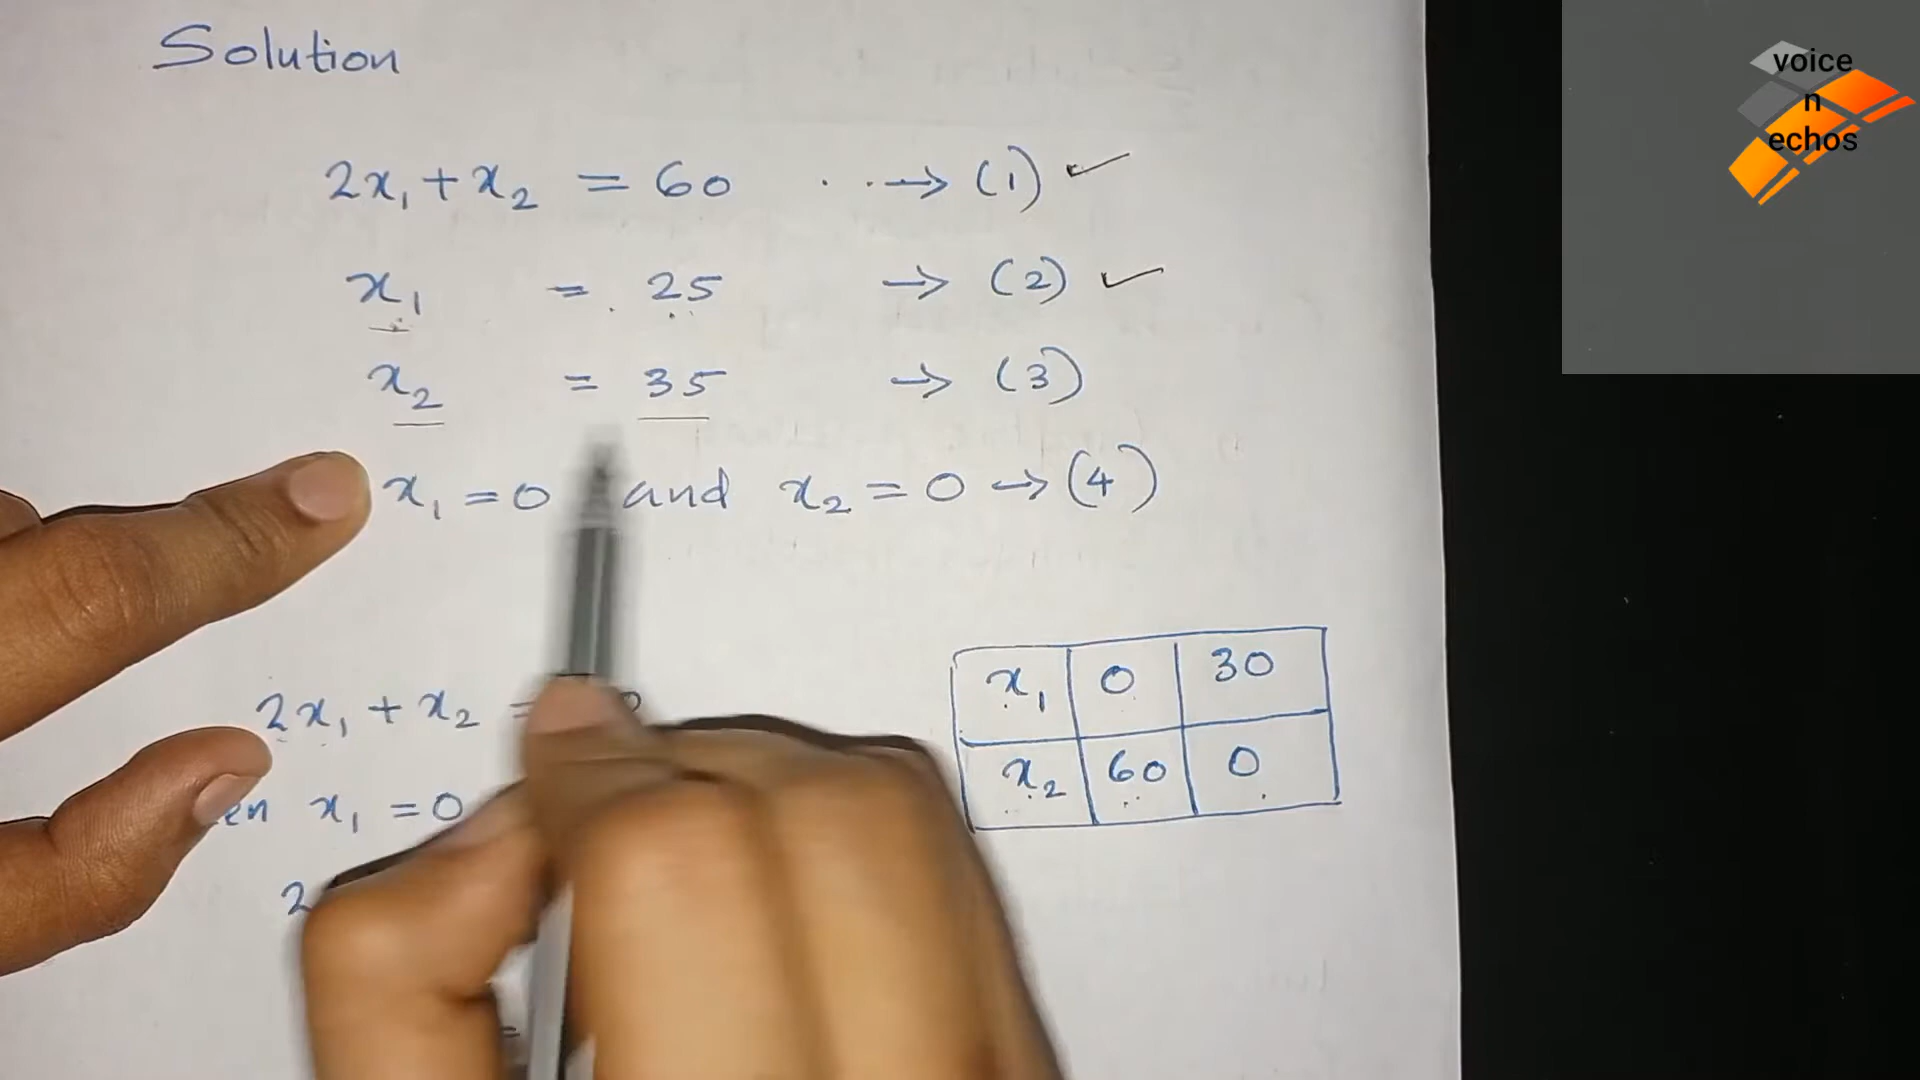 Solution
2x₁ + x₂ = 60 ..→ (1) ✓
x₁ = 25 → (2) ✓
x₂ = 35 → (3)
x₁ = 0 and x₂ = 0 → (4)
2x₁ + x₂ =
x₁ = 0
2
=
x₁ 0 30
x₂ 60 0
voice
n
echos